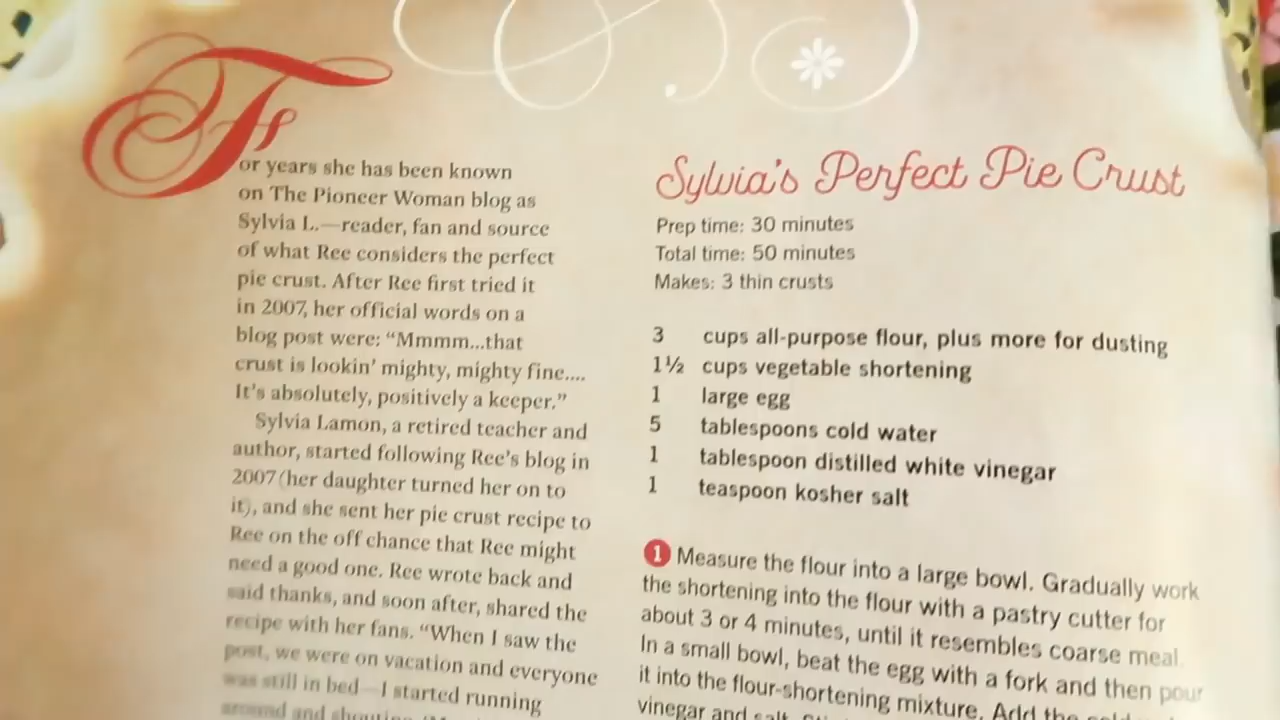 For years she has been known
on The Pioneer Woman blog as
Sylvia L.—reader, fan and source
of what Ree considers the perfect
pie crust. After Ree first tried it
in 2007, her official words on a
blog post were: “Mmmm...that
crust is lookin’ mighty, mighty fine....
It’s absolutely, positively a keeper.”
Sylvia Lamon, a retired teacher and
author, started following Ree’s blog in
2007 (her daughter turned her on to
it), and she sent her pie crust recipe to
Ree on the off chance that Ree might
need a good one. Ree wrote back and
said thanks, and soon after, shared the
recipe with her fans. “When I saw the
post, we were on vacation and everyone
was still in bed—I started running
around and shouting
Sylvia’s Perfect Pie Crust
Prep time: 30 minutes
Total time: 50 minutes
Makes: 3 thin crusts
3 cups all-purpose flour, plus more for dusting
1½ cups vegetable shortening
1 large egg
5 tablespoons cold water
1 tablespoon distilled white vinegar
1 teaspoon kosher salt
1 Measure the flour into a large bowl. Gradually work
the shortening into the flour with a pastry cutter for
about 3 or 4 minutes, until it resembles coarse meal.
In a small bowl, beat the egg with a fork and then pour
it into the flour-shortening mixture. Add the cold
vinegar and salt.